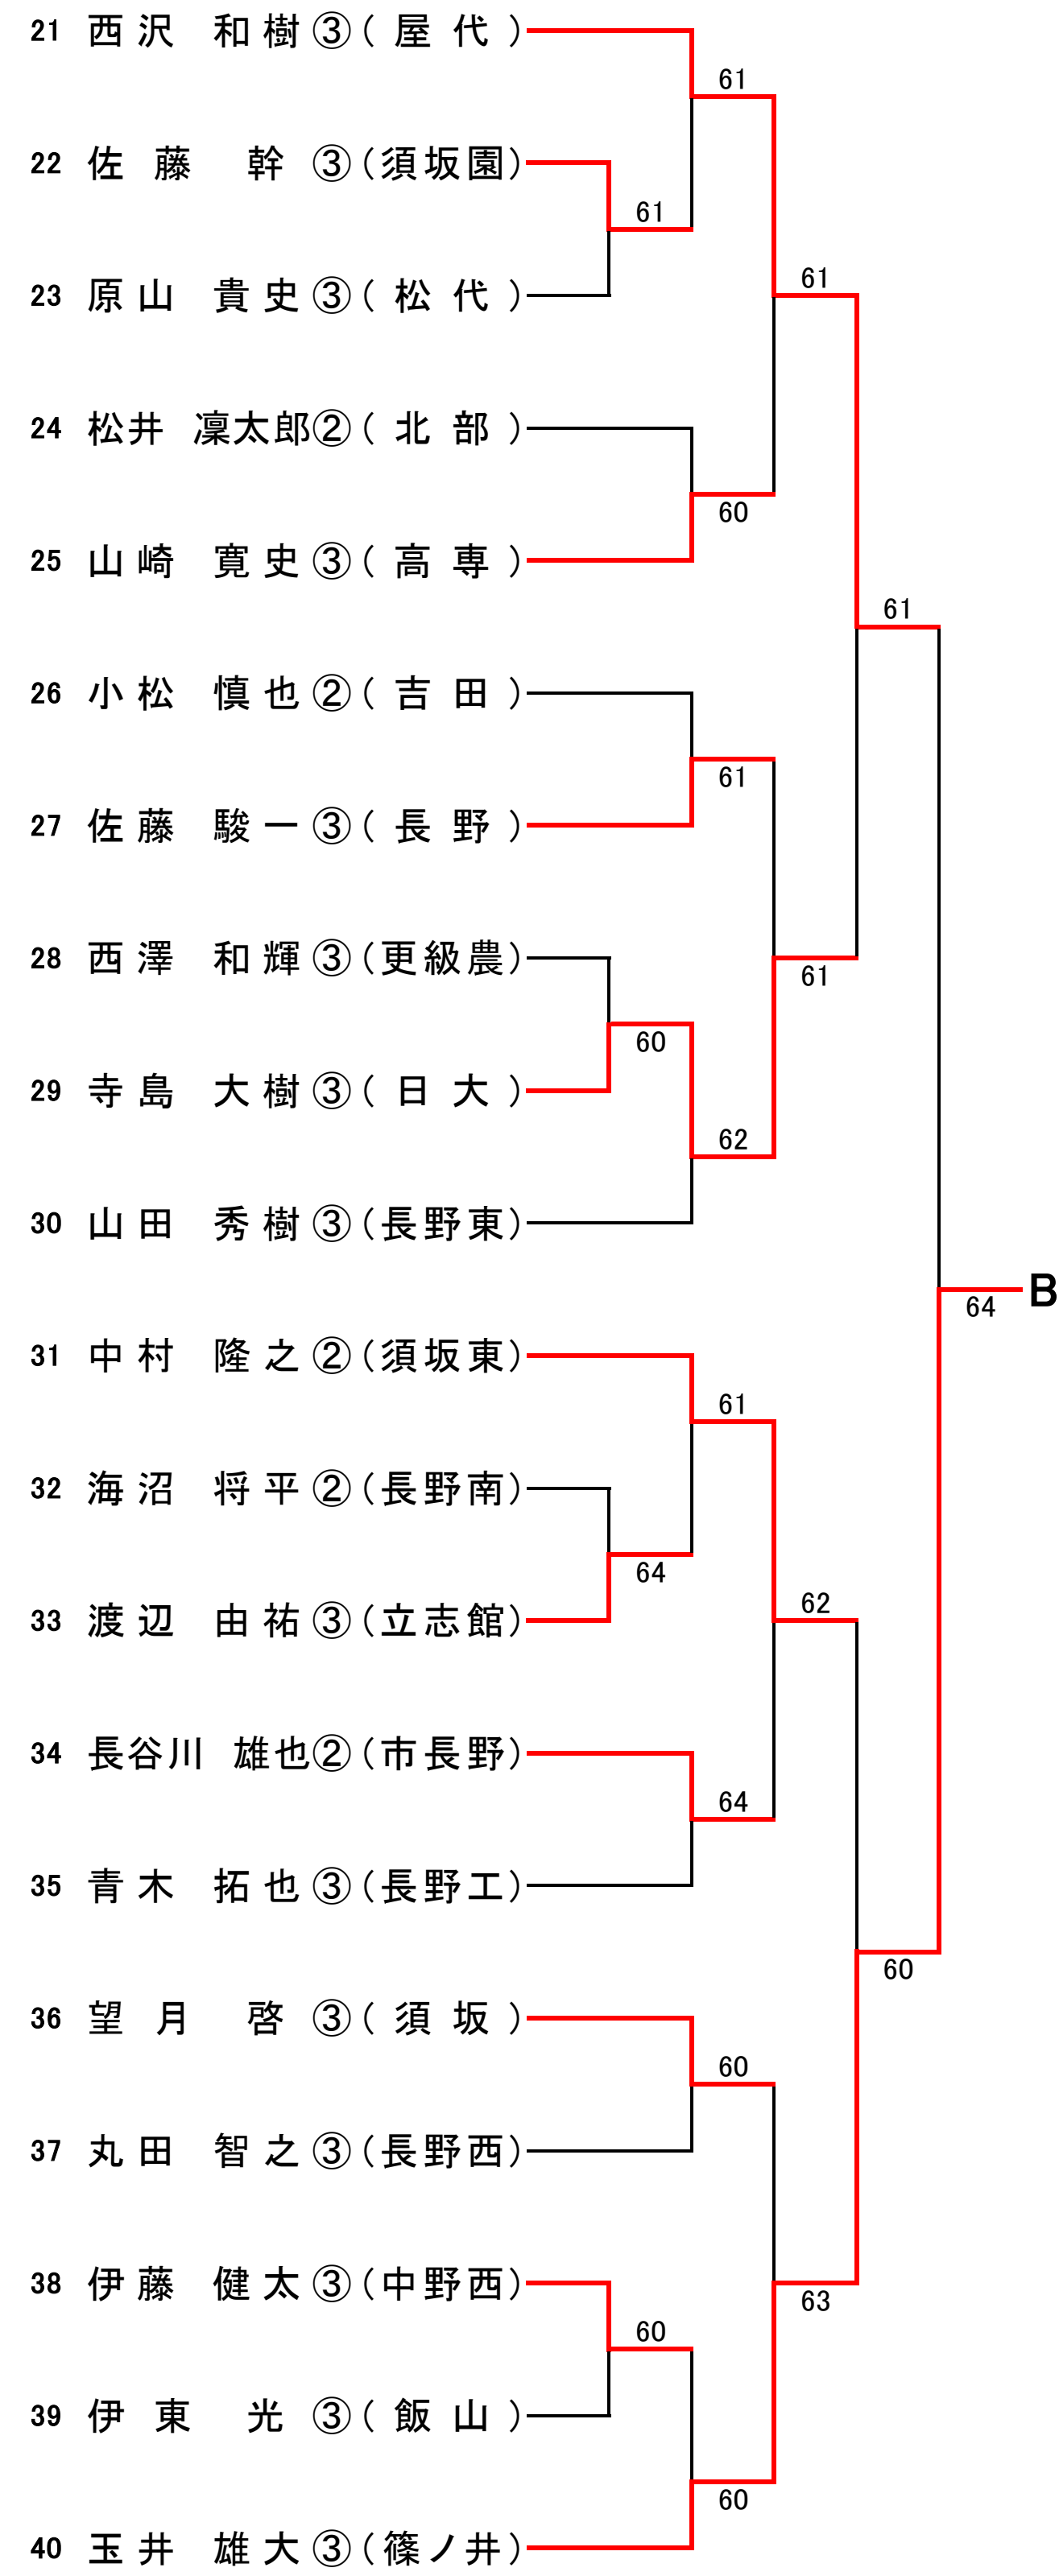 21 西沢 和樹③(屋代)
61
22 佐藤 幹③(須坂園)
61
23 原山 貴史③(松代)
61
24 松井 凜太郎②(北部)
60
25 山崎 寛史③(高専)
61
26 小松 慎也②(吉田)
61
27 佐藤 駿一③(長野)
28 西澤 和輝③(更級農)
61
60
29 寺島 大樹③(日大)
62
30 山田 秀樹③(長野東)
B
64
31 中村 隆之②(須坂東)
61
32 海沼 将平②(長野南)
64
62
33 渡辺 由祐③(立志館)
34 長谷川 雄也②(市長野)
64
35 青木 拓也③(長野工)
60
36 望月 啓③(須坂)
60
37 丸田 智之③(長野西)
38 伊藤 健太③(中野西)
63
60
39 伊東 光③(飯山)
60
40 玉井 雄大③(篠ノ井)